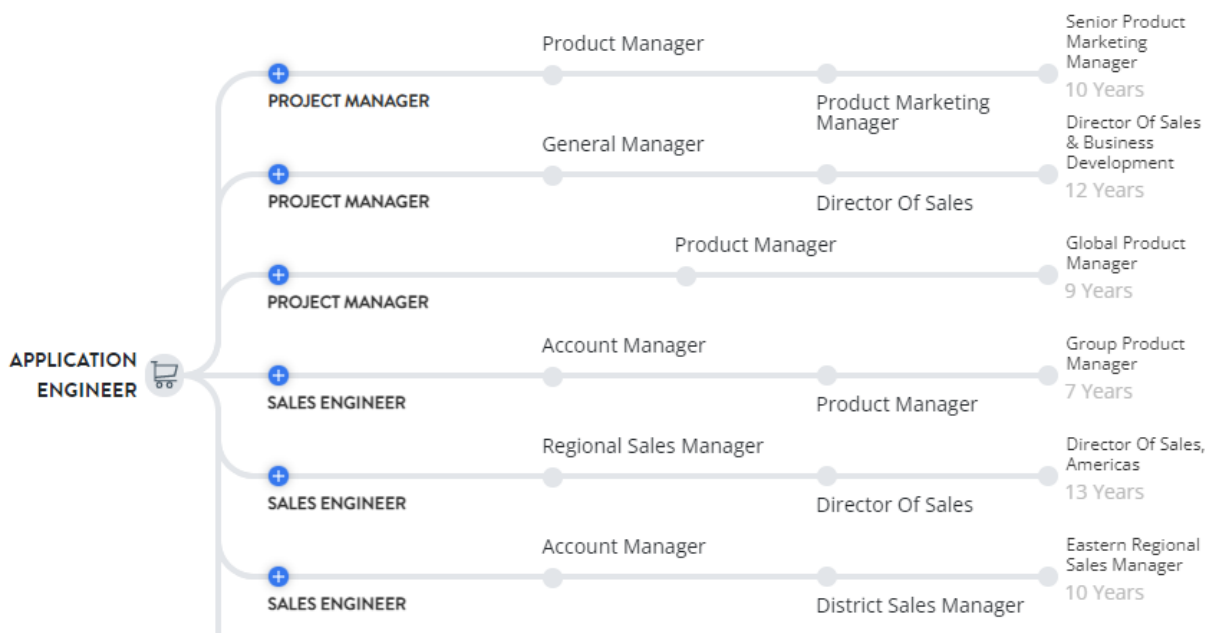 Product Manager
Senior Product
Marketing
Manager
10 Years
PROJECT MANAGER
Product Marketing
Manager
General Manager
Director Of Sales
& Business
Development
12 Years
PROJECT MANAGER
Director Of Sales
Product Manager
Global Product
Manager
9 Years
PROJECT MANAGER
APPLICATION
ENGINEER
Account Manager
Group Product
Manager
7 Years
SALES ENGINEER
Product Manager
Regional Sales Manager
Director Of Sales,
Americas
13 Years
SALES ENGINEER
Director Of Sales
Account Manager
Eastern Regional
Sales Manager
10 Years
SALES ENGINEER
District Sales Manager